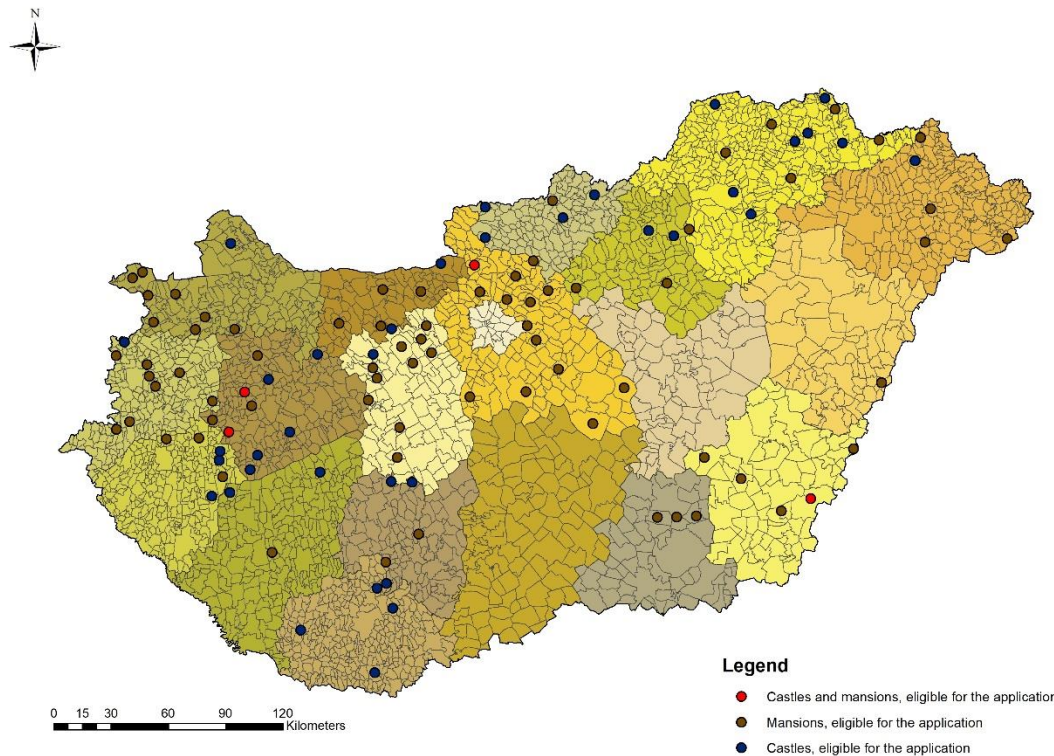 N
Legend
Castles and mansions, eligible for the application
Mansions, eligible for the application
Castles, eligible for the application
0 15 30 60 90 120
Kilometers